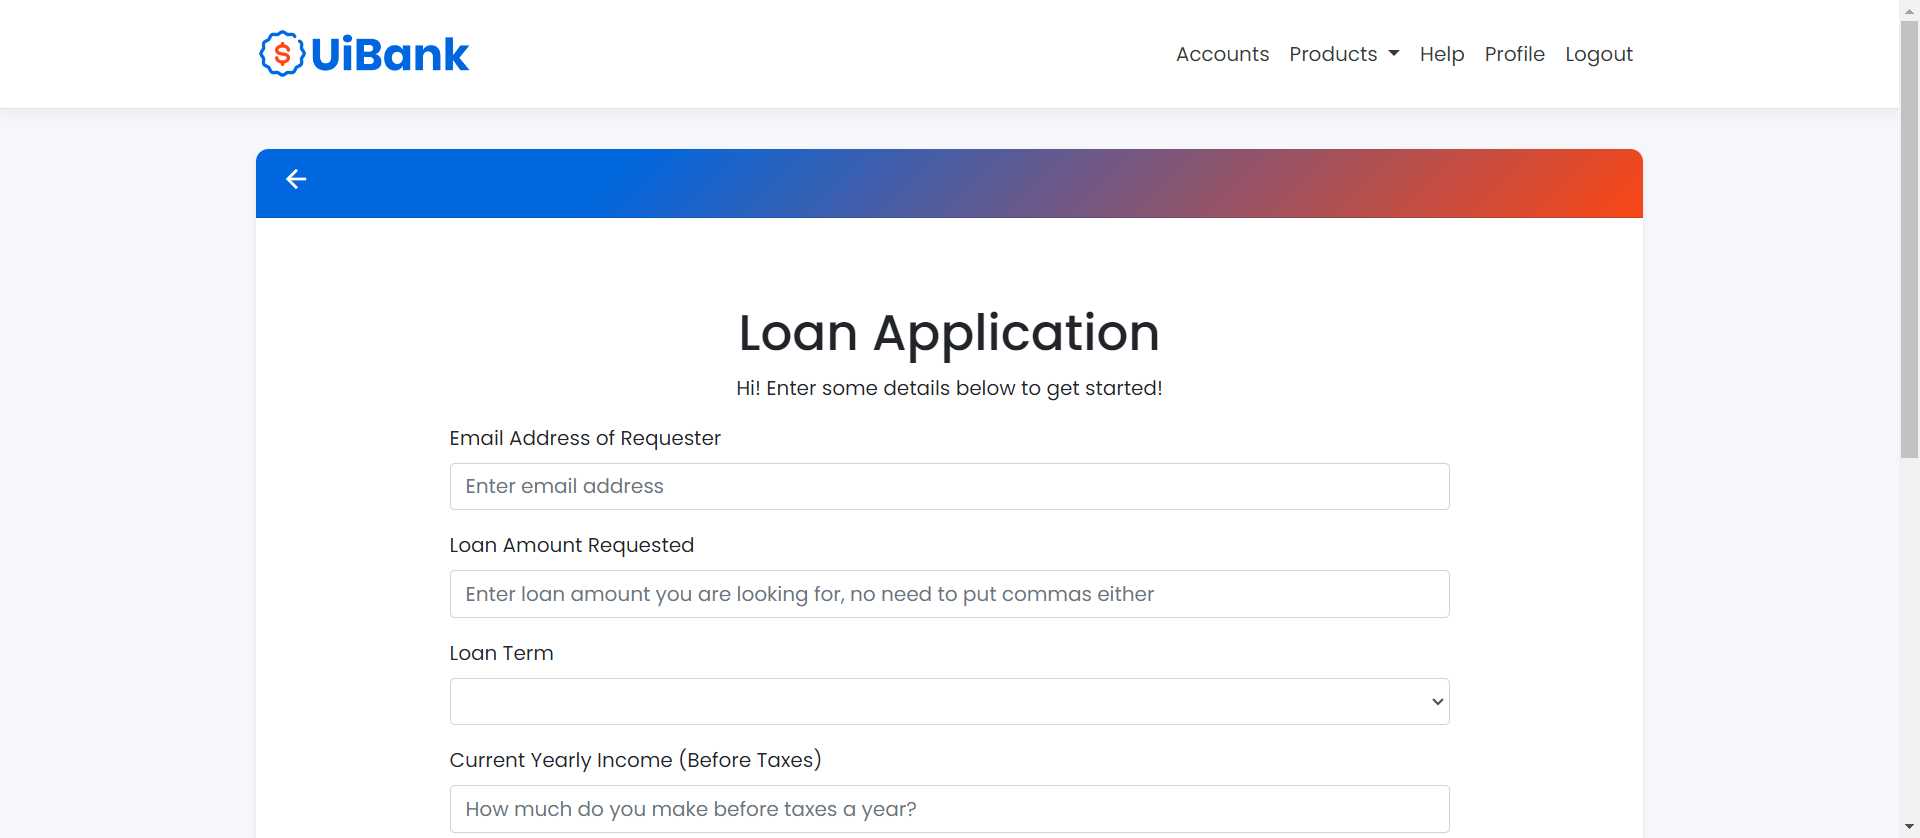 $ UiBank
Accounts Products Help Profile Logout
Loan Application
Hi! Enter some details below to get started!
Email Address of Requester
Enter email address
Loan Amount Requested
Enter loan amount you are looking for, no need to put commas either
Loan Term
Current Yearly Income (Before Taxes)
How much do you make before taxes a year?